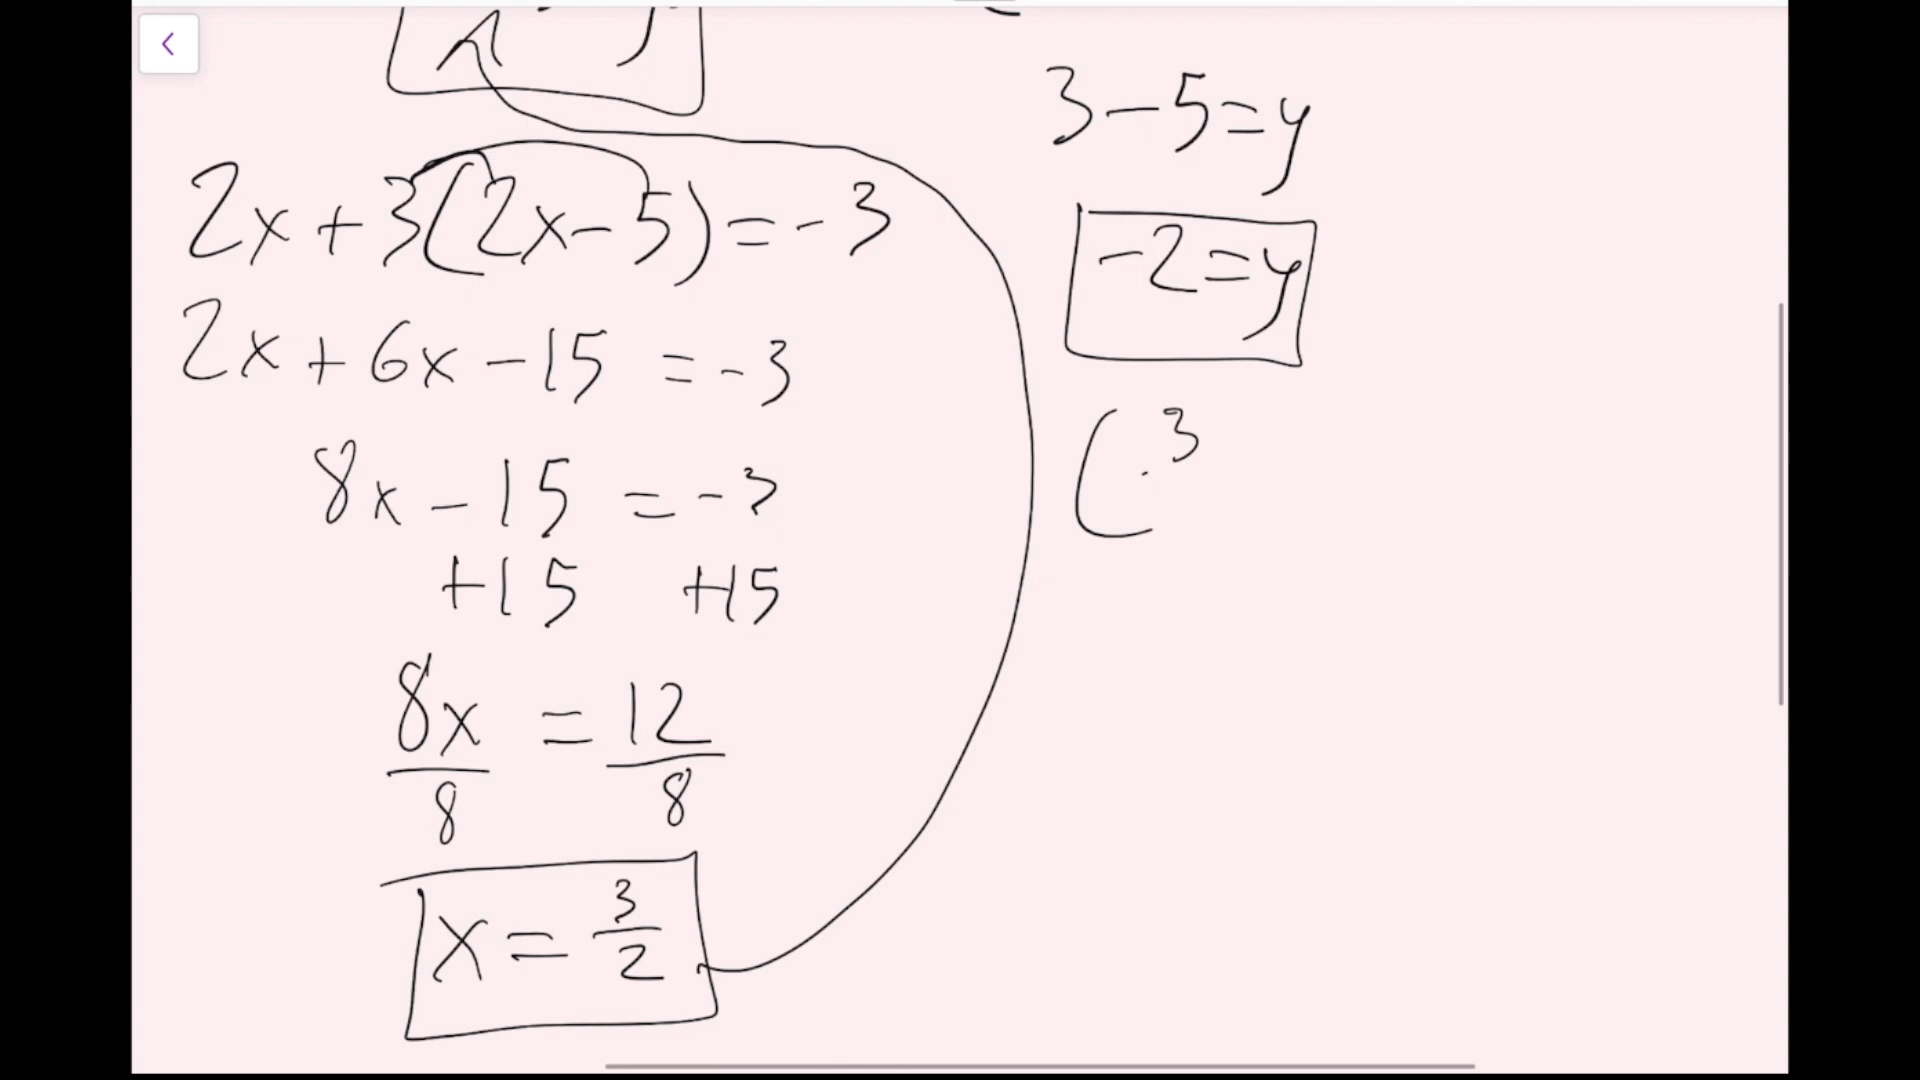 2x+3(2x-5)=-3
2x+6x-15=-3
8x-15=-3
+15 +15
8x/8=12/8
x=3/2
3-5=y
-2=y
(3